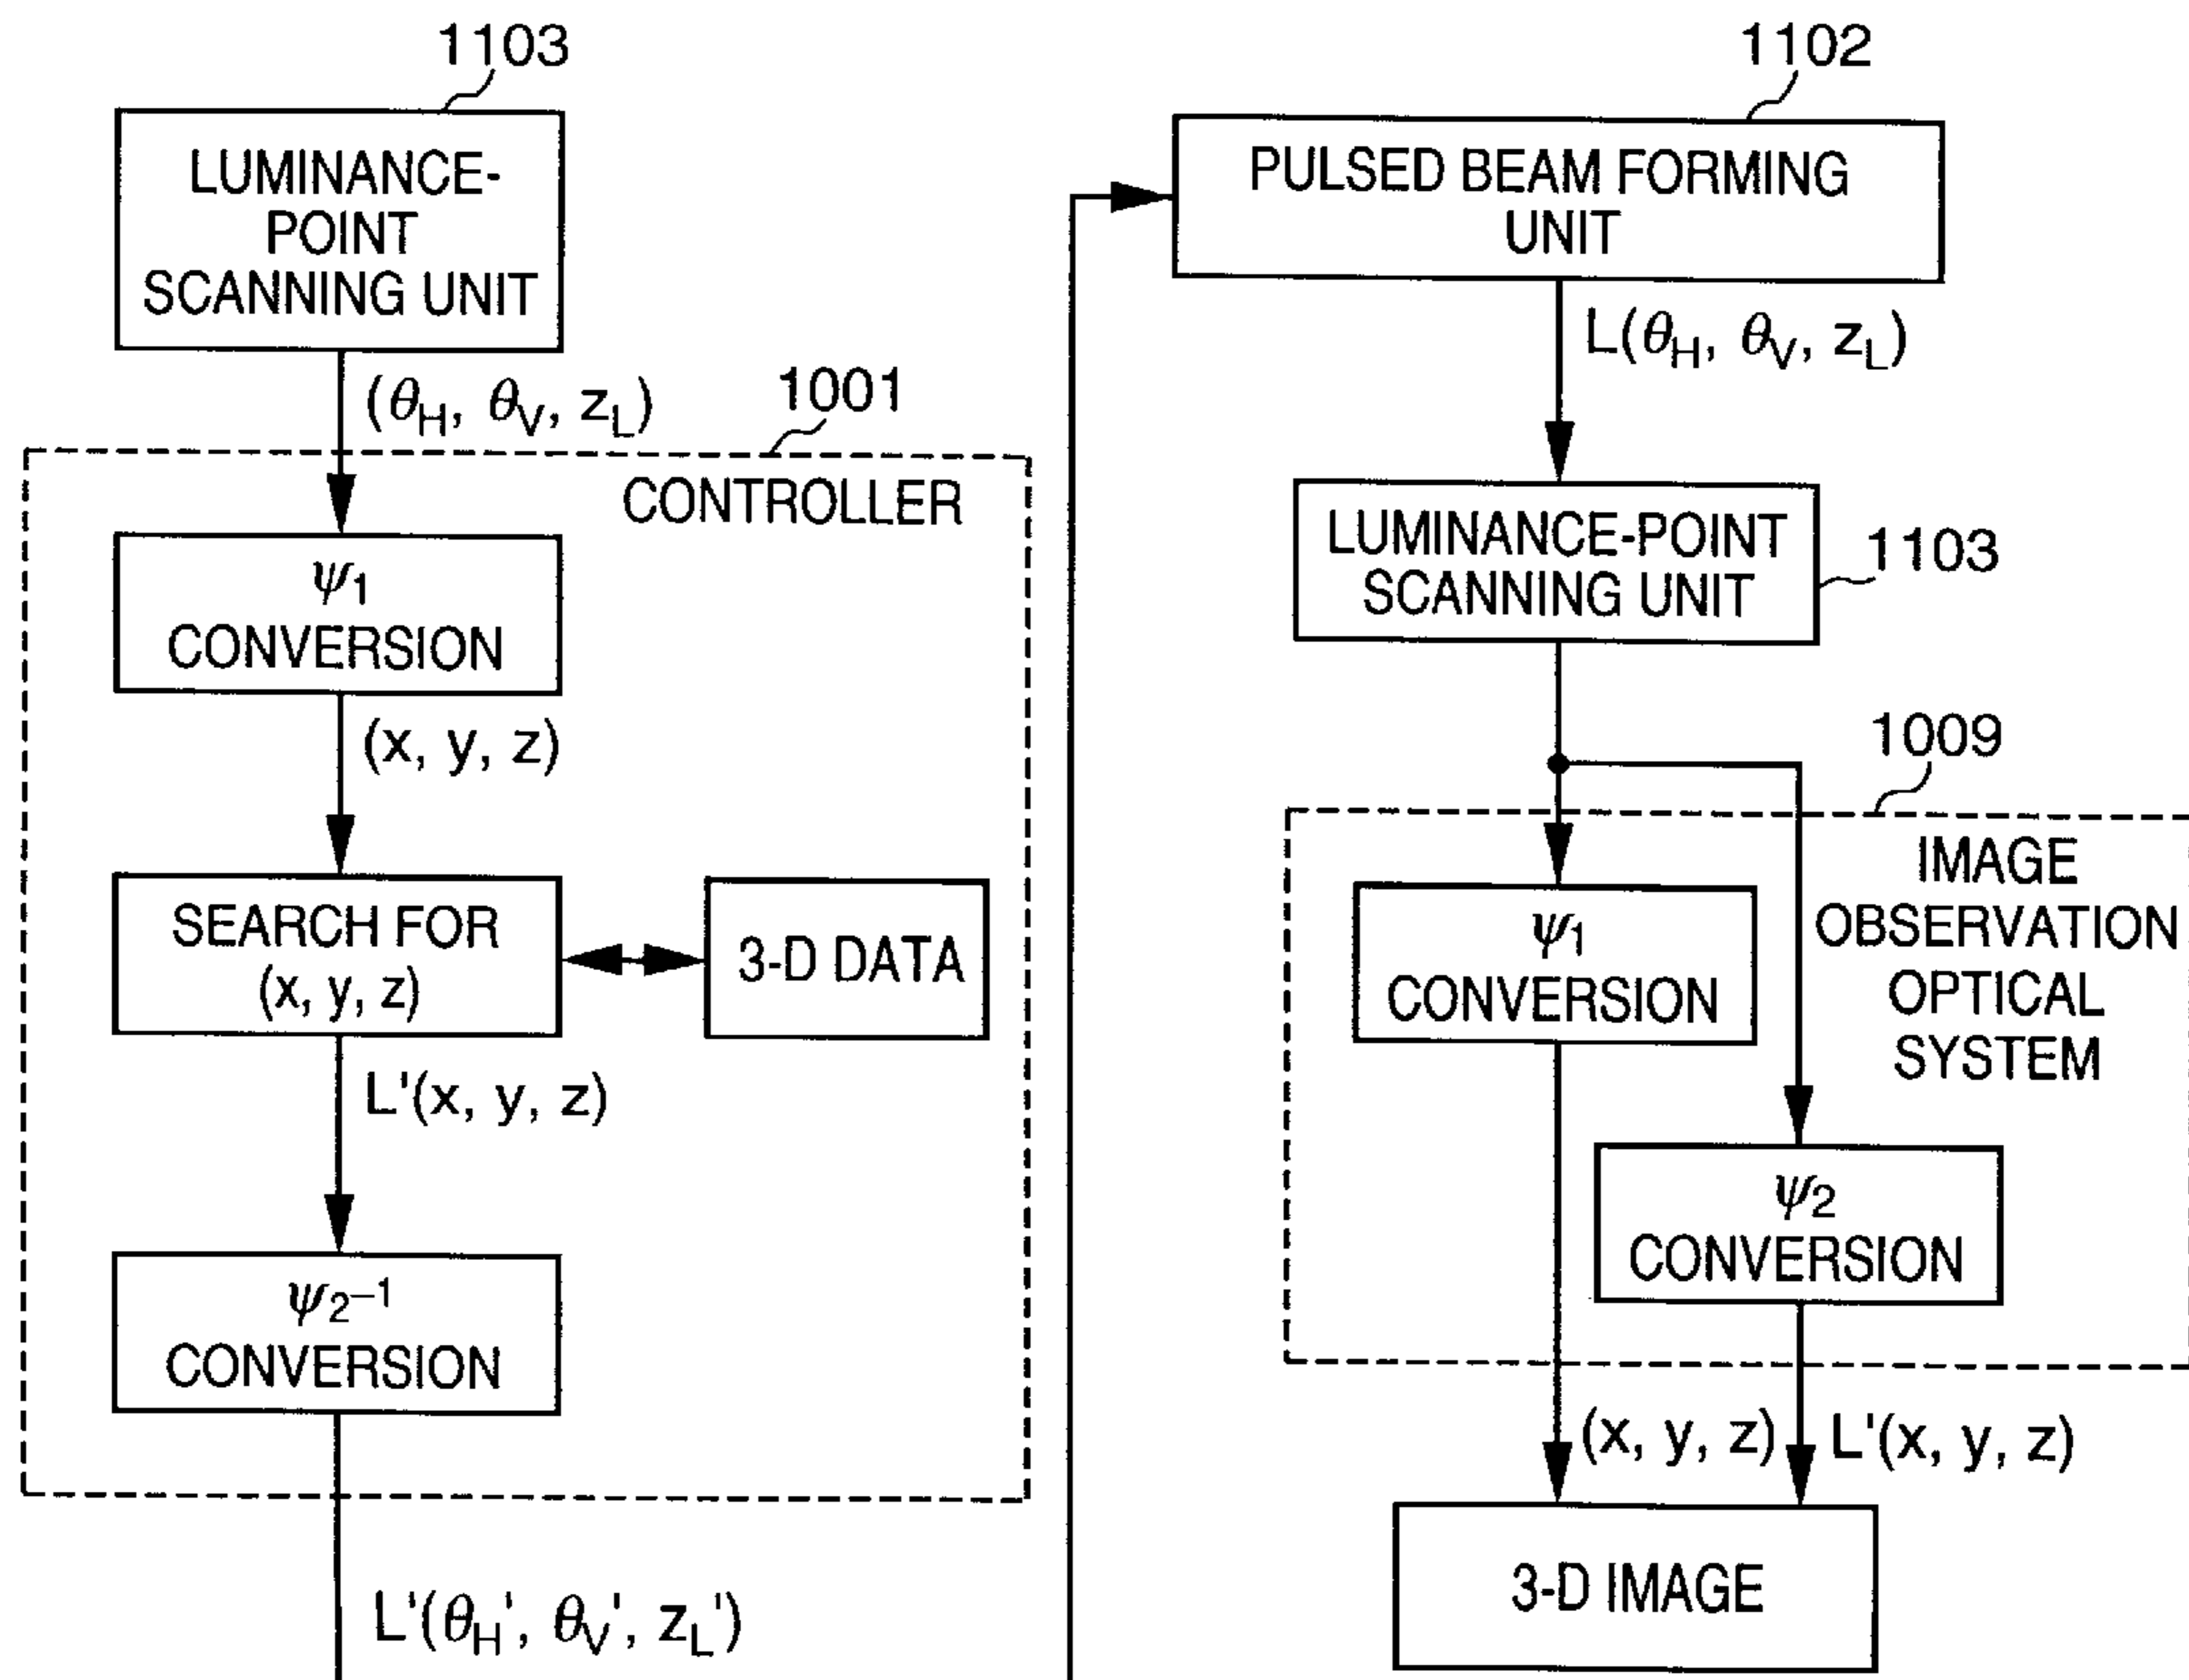 1103
LUMINANCE-
POINT
SCANNING UNIT
(θH, θV, zL)
1001
CONTROLLER
ψ1
CONVERSION
(x, y, z)
SEARCH FOR
(x, y, z)
3-D DATA
L'(x, y, z)
ψ2⁻¹
CONVERSION
L'(θH', θV', zL')
1102
PULSED BEAM FORMING
UNIT
L(θH, θV, zL)
LUMINANCE-POINT
SCANNING UNIT
1103
1009
IMAGE
OBSERVATION
OPTICAL
SYSTEM
ψ1
CONVERSION
ψ2
CONVERSION
(x, y, z)
L'(x, y, z)
3-D IMAGE